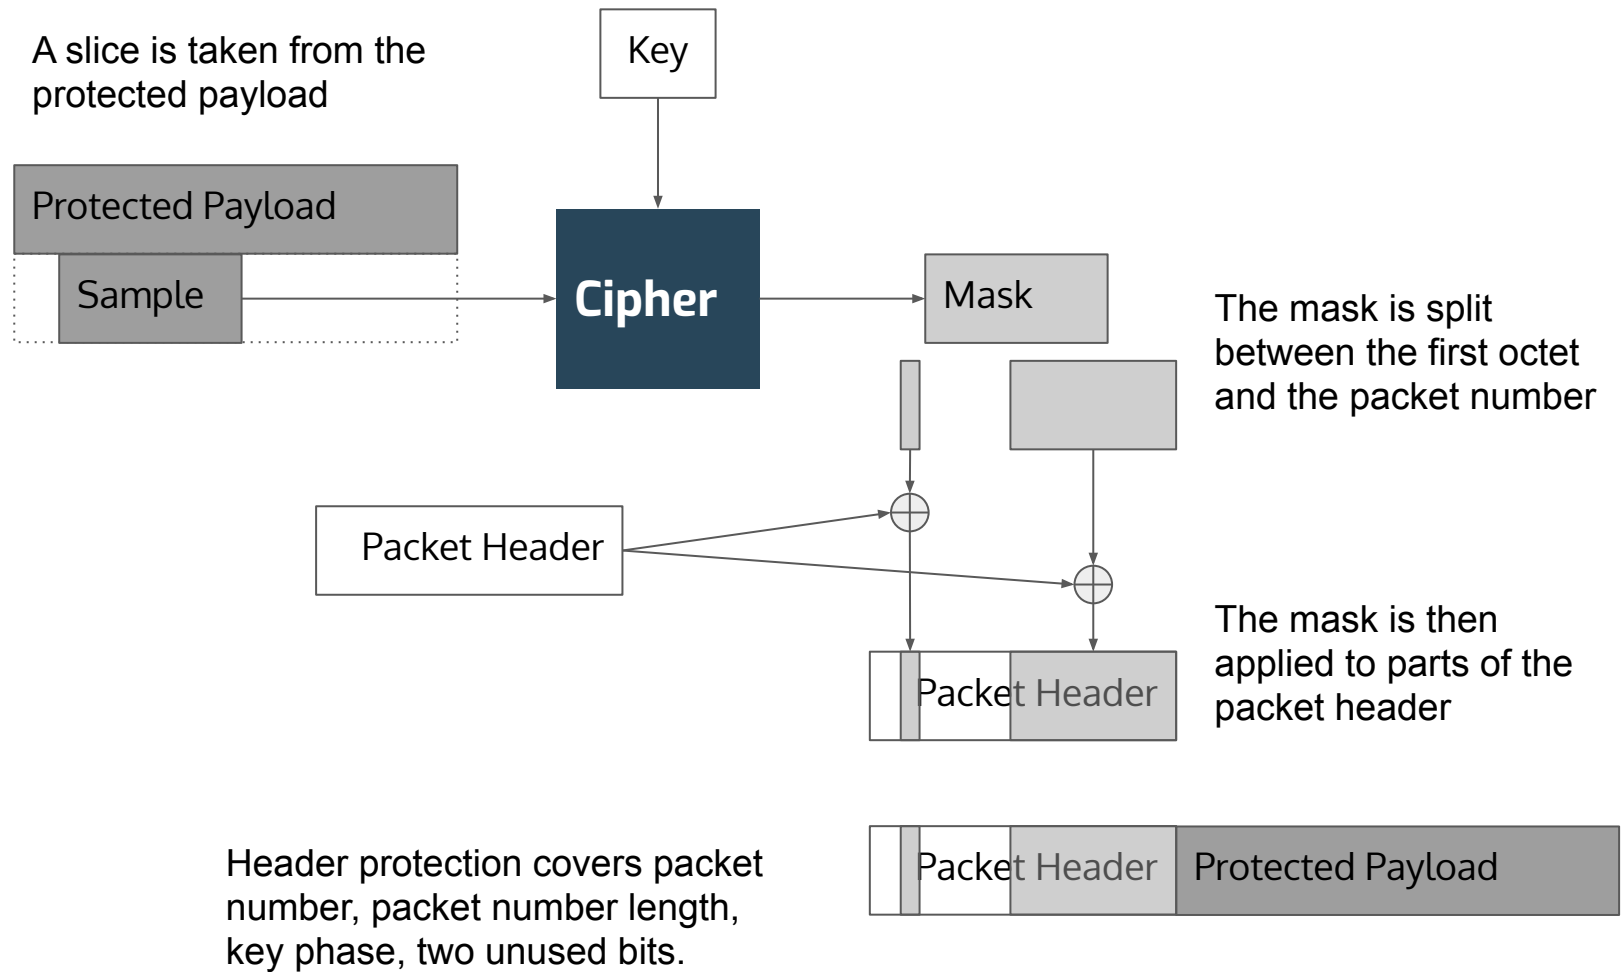 A slice is taken from the
protected payload
Key
Protected Payload
Sample
Cipher
Mask
The mask is split
between the first octet
and the packet number
Packet Header
The mask is then
applied to parts of the
packet header
Packet Header
Packet Header
Protected Payload
Header protection covers packet
number, packet number length,
key phase, two unused bits.